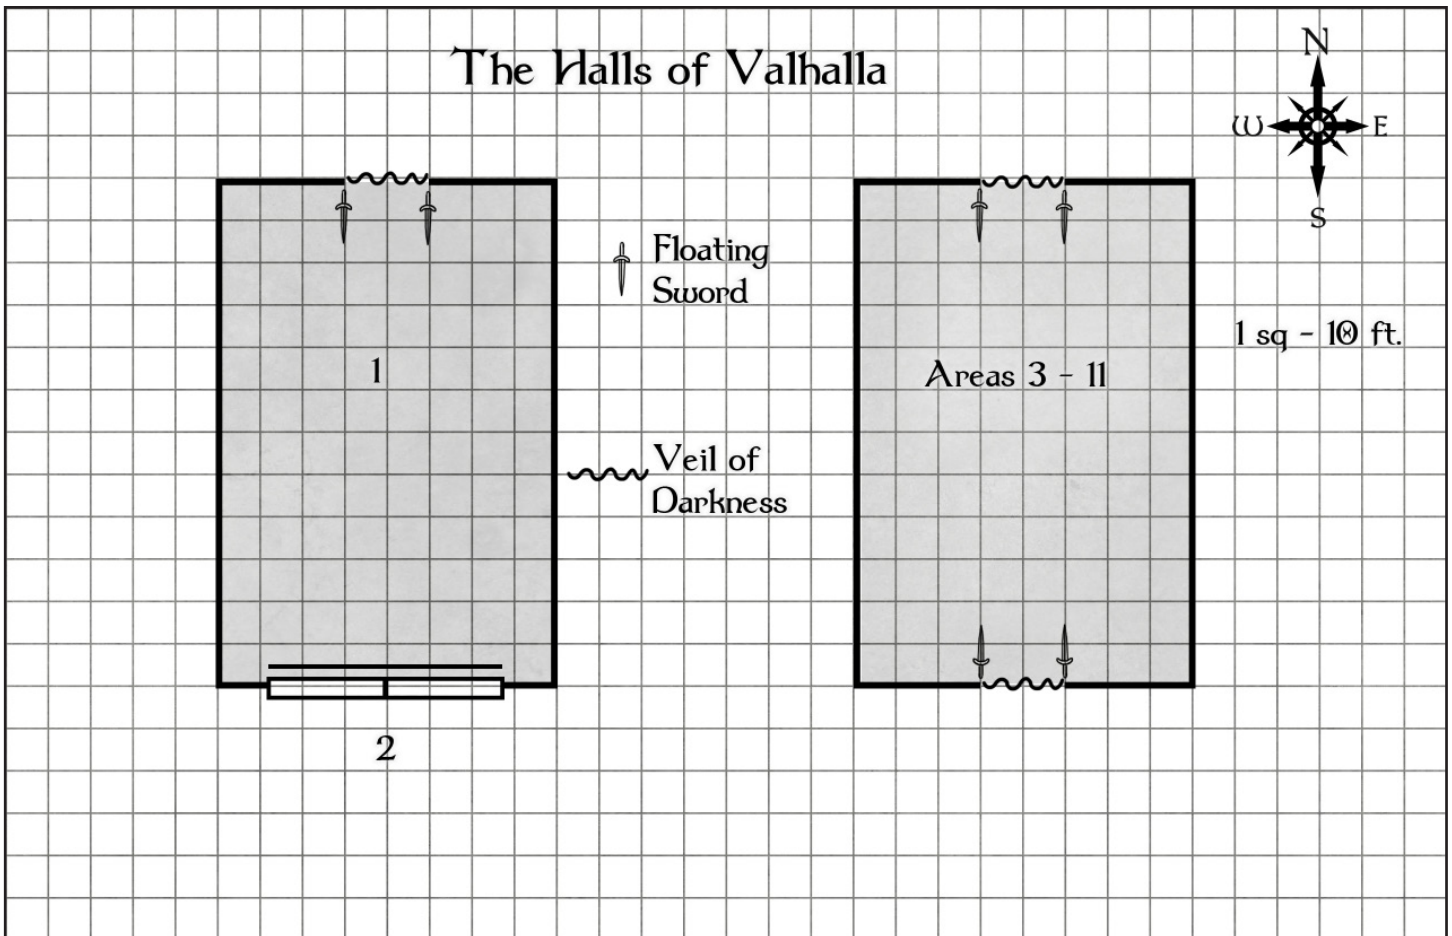 The Halls of Valhalla
N
W
E
S
Floating
Sword
1 sq - 10 ft.
1
Areas 3 - 11
Veil of
Darkness
2